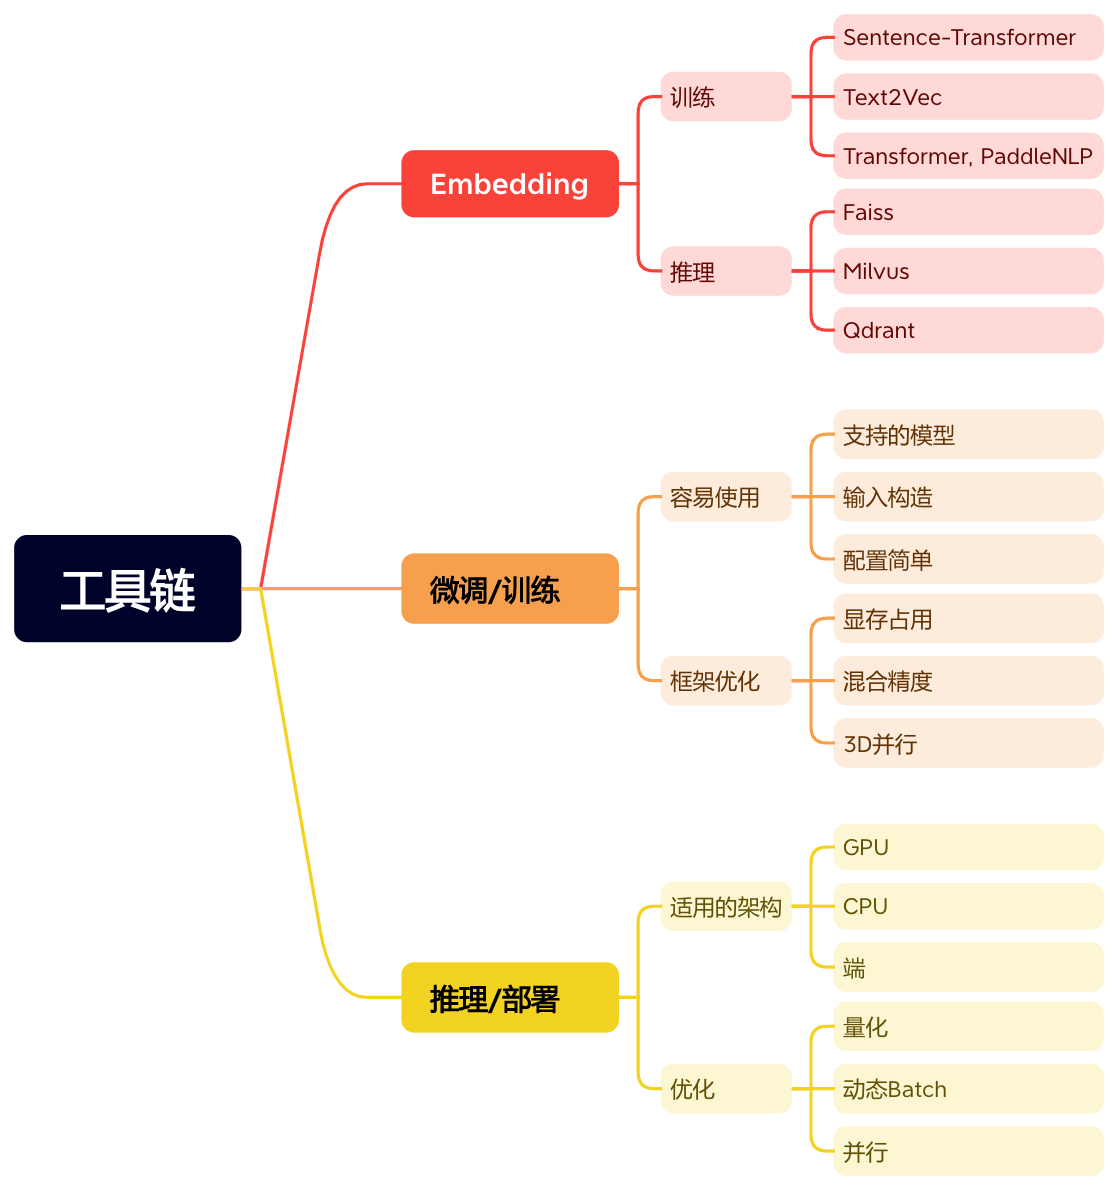 工具链
Embedding
训练
Sentence-Transformer
Text2Vec
Transformer, PaddleNLP
推理
Faiss
Milvus
Qdrant
微调/训练
容易使用
支持的模型
输入构造
配置简单
框架优化
显存占用
混合精度
3D并行
推理/部署
适用的架构
GPU
CPU
端
优化
量化
动态Batch
并行